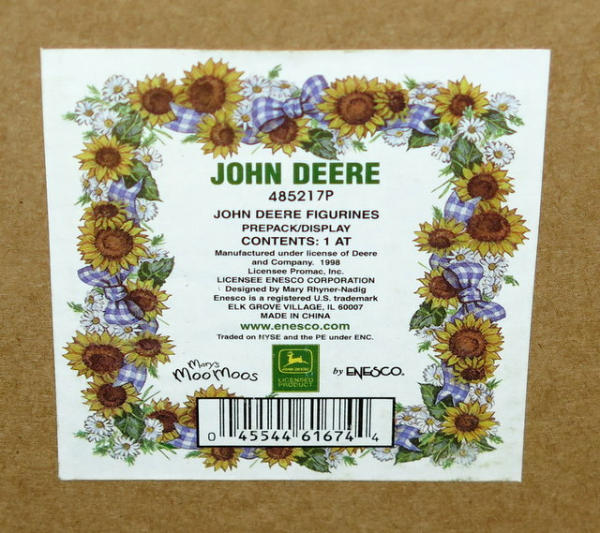 JOHN DEERE
485217P
JOHN DEERE FIGURINES
PREPACK/DISPLAY
CONTENTS: 1 AT
Manufactured under license of Deere
and Company. 1998
Licensee Promac, Inc.
LICENSEE ENESCO CORPORATION
Designed by Mary Rhyner-Nadig
Enesco is a registered U.S. trademark
ELK GROVE VILLAGE, IL 60007
MADE IN CHINA
www.enesco.com
Traded on NYSE and the PE under ENC.
Mary's
MooMoos
JOHN DEERE
LICENSED
PRODUCT
by ENESCO.
0 45544 61674 4